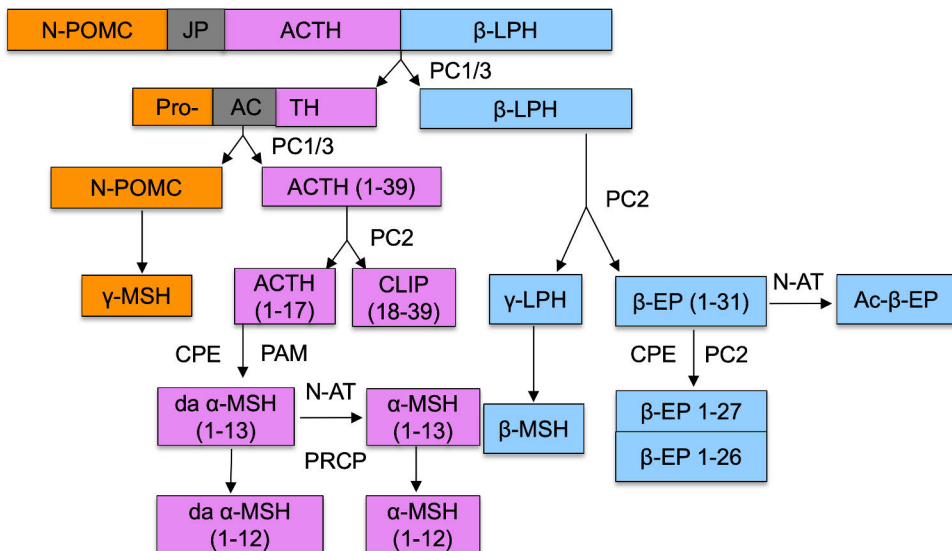 N-POMC JP ACTH β-LPH
PC1/3
Pro- AC TH β-LPH
PC1/3
N-POMC ACTH (1-39)
PC2 PC2
γ-MSH
ACTH
(1-17)
CLIP
(18-39)
γ-LPH β-EP (1-31) N-AT Ac-β-EP
CPE PAM
CPE PC2
da α-MSH
(1-13)
N-AT
α-MSH
(1-13)
β-MSH
β-EP 1-27
β-EP 1-26
PRCP
da α-MSH
(1-12)
α-MSH
(1-12)